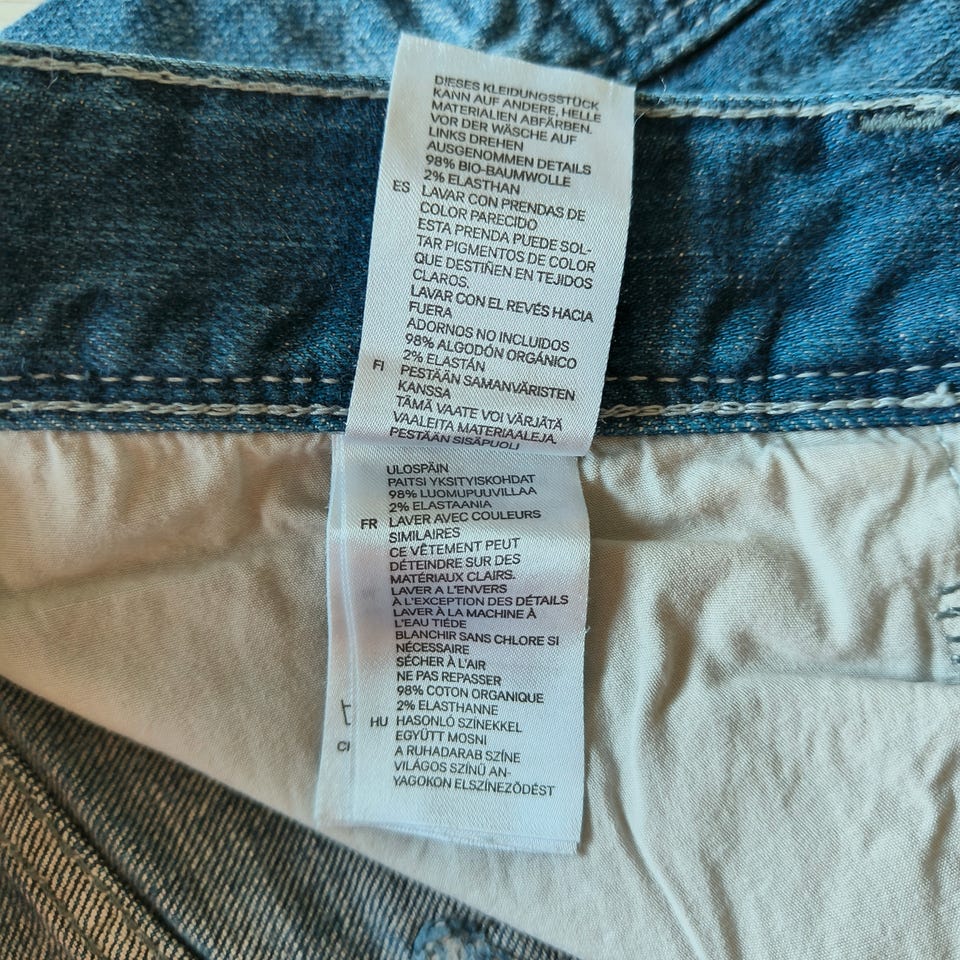 DIESES KLEIDUNGSSTÜCK
KANN AUF ANDERE, HELLE
MATERIALIEN ABFÄRBEN.
VOR DER WÄSCHE AUF
LINKS DREHEN
AUSGENOMMEN DETAILS
98% BIO-BAUMWOLLE
2% ELASTHAN
ES LAVAR CON PRENDAS DE
COLOR PARECIDO
ESTA PRENDA PUEDE SOL-
TAR PIGMENTOS DE COLOR
QUE DESTIÑEN EN TEJIDOS
CLAROS.
LAVAR CON EL REVÉS HACIA
FUERA
ADORNOS NO INCLUIDOS
98% ALGODÓN ORGÁNICO
2% ELASTÁN
FI PESTÄÄN SAMANVÄRISTEN
KANSSA
TÄMÄ VAATE VOI VÄRJÄTÄ
VAALEITA MATERIAALEJA.
PESTÄÄN SISÄPUOLI
ULOSPÄIN
PAITSI YKSITYISKOHDAT
98% LUOMUPUUVILLAA
2% ELASTAANIA
FR LAVER AVEC COULEURS
SIMILAIRES
CE VÊTEMENT PEUT
DÉTEINDRE SUR DES
MATÉRIAUX CLAIRS.
LAVER A L'ENVERS
À L'EXCEPTION DES DÉTAILS
LAVER À LA MACHINE À
L'EAU TIÉDE
BLANCHIR SANS CHLORE SI
NÉCESSAIRE
SÉCHER À L'AIR
NE PAS REPASSER
98% COTON ORGANIQUE
2% ELASTHANNE
HU HASONLÓ SZÍNEKKEL
EGYÜTT MOSNI
A RUHADARAB SZÍNE
VILÁGOS SZÍNŰ AN-
YAGOKON ELSZÍNEZŐDÉST